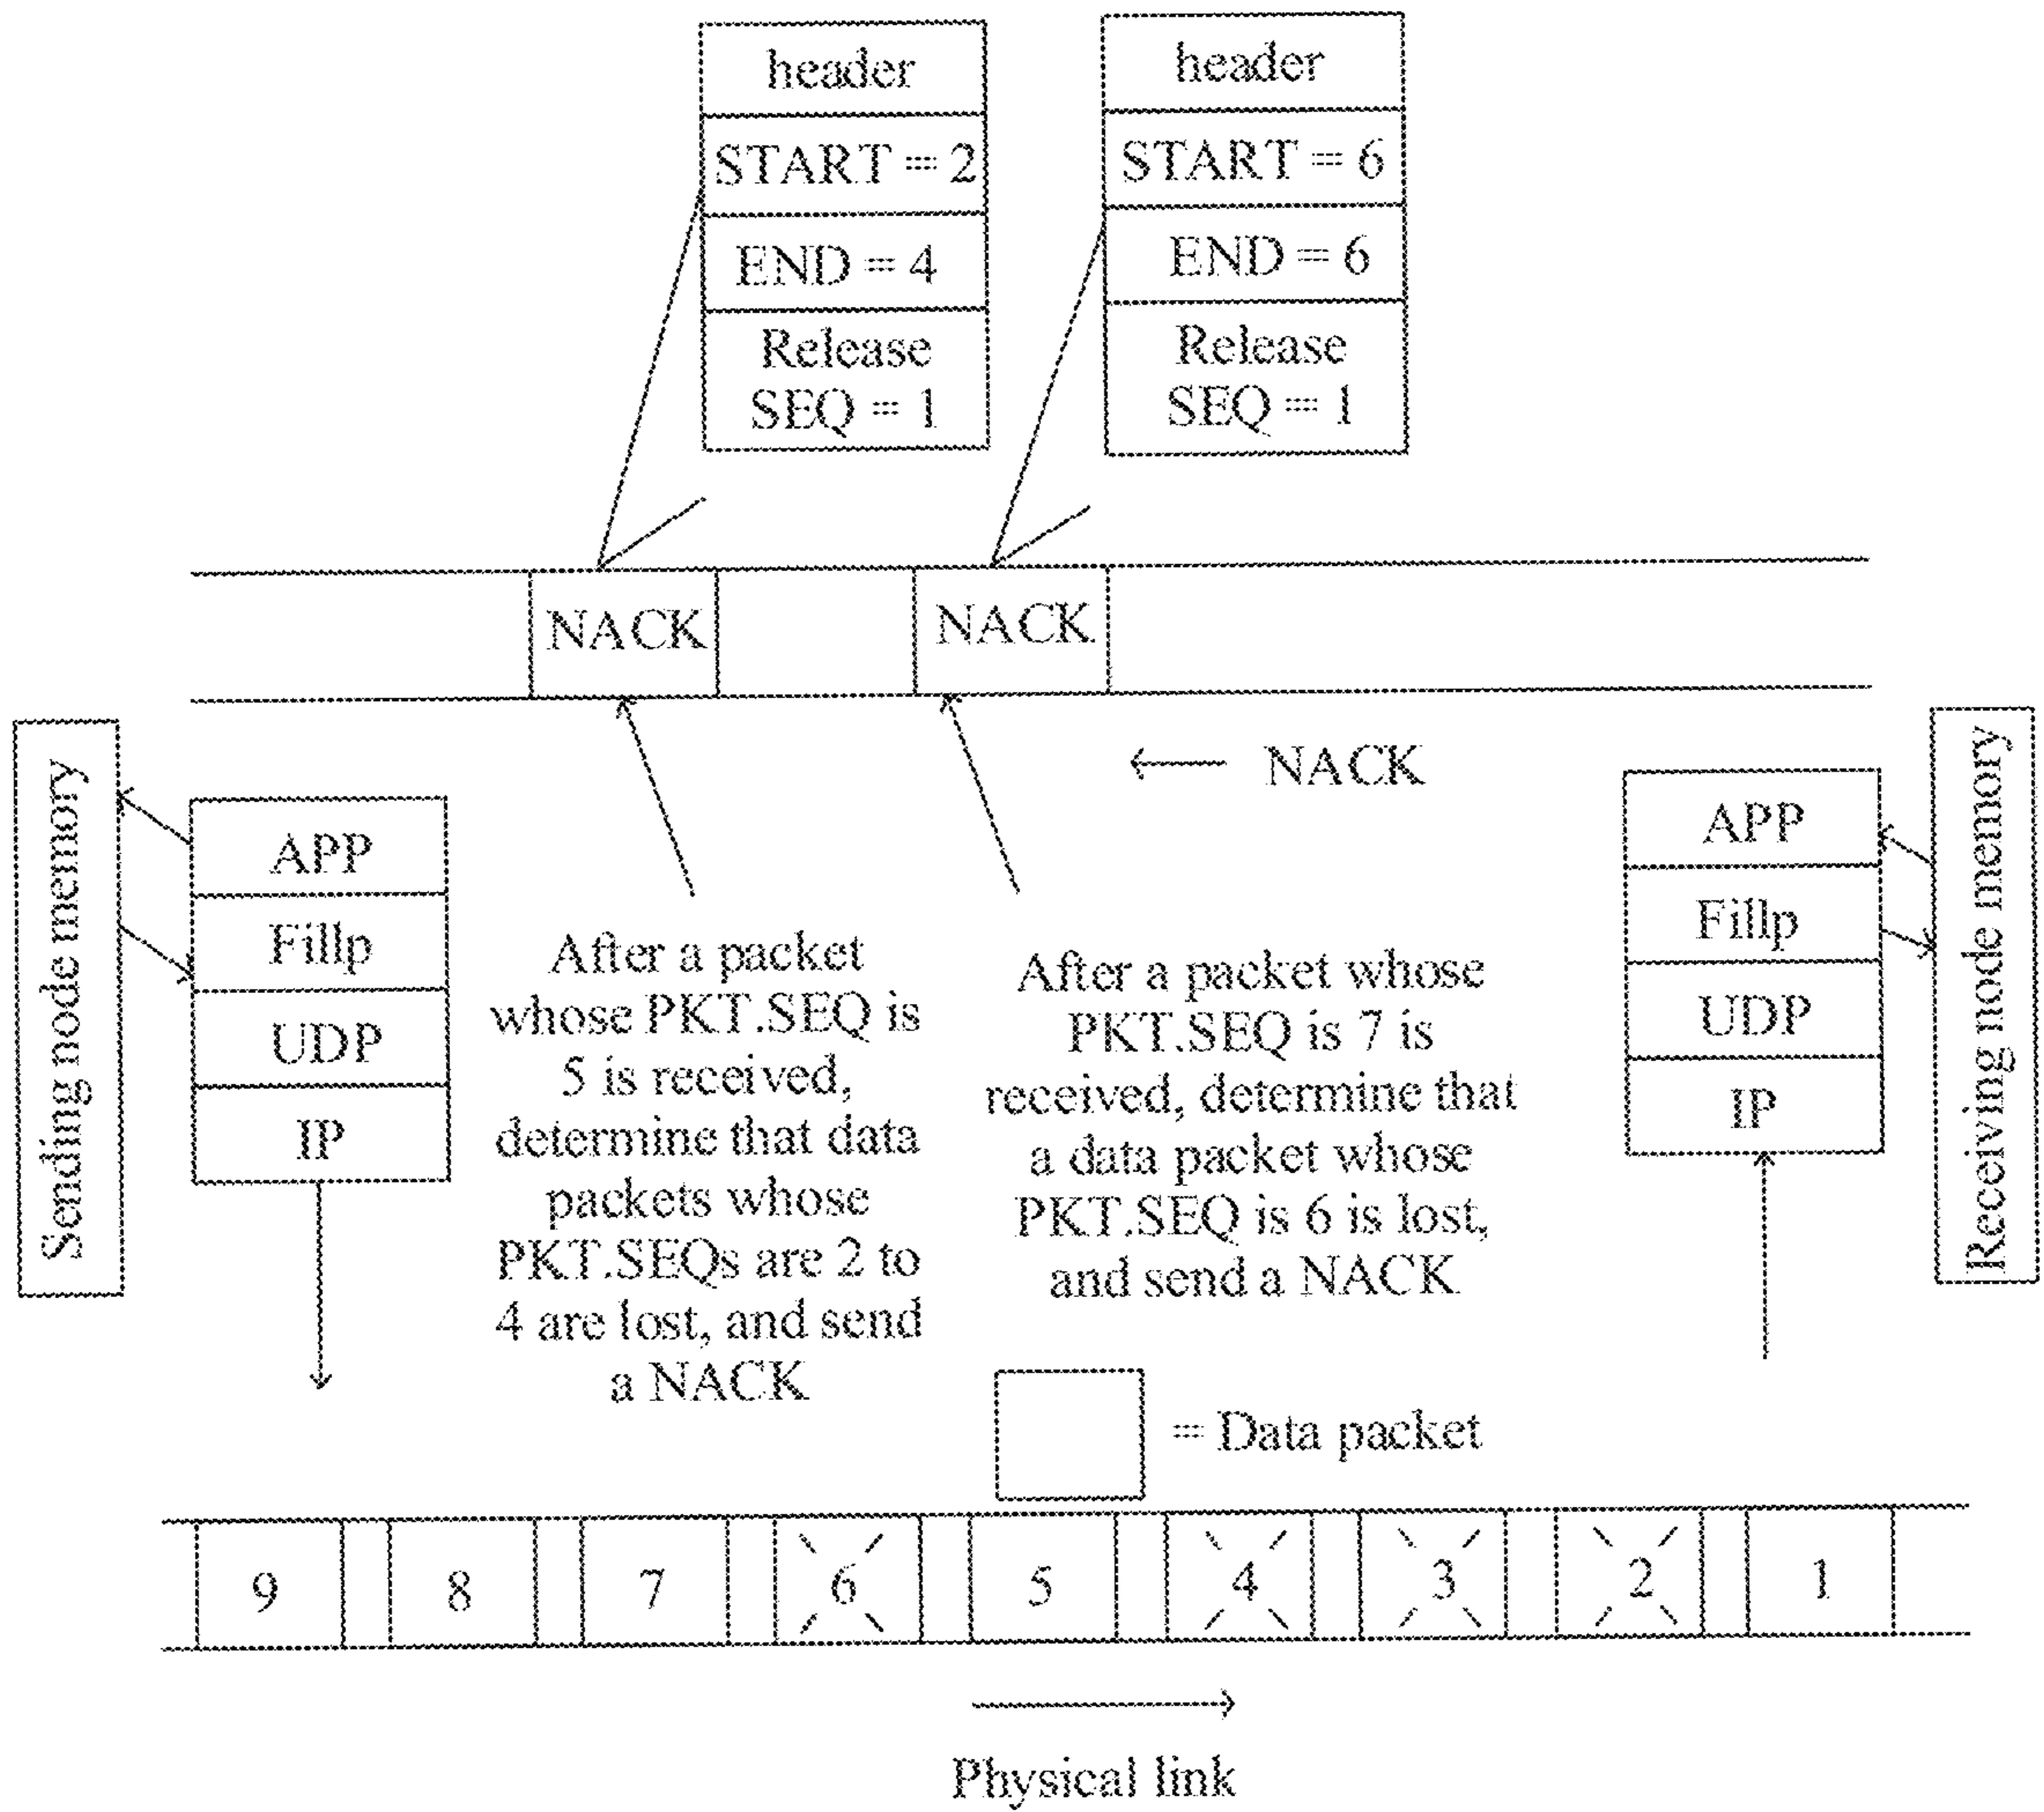 header
START = 2
END = 4
Release
SEQ = 1
header
START = 6
END = 6
Release
SEQ = 1
NACK
NACK
← NACK
Sending node memory
APP
Fillp
UDP
IP
After a packet
whose PKT.SEQ is
5 is received,
determine that data
packets whose
PKT.SEQs are 2 to
4 are lost, and send
a NACK
After a packet whose
PKT.SEQ is 7 is
received, determine that
a data packet whose
PKT.SEQ is 6 is lost,
and send a NACK
APP
Fillp
UDP
IP
Receiving node memory
= Data packet
9 8 7 6 5 4 3 2 1
Physical link